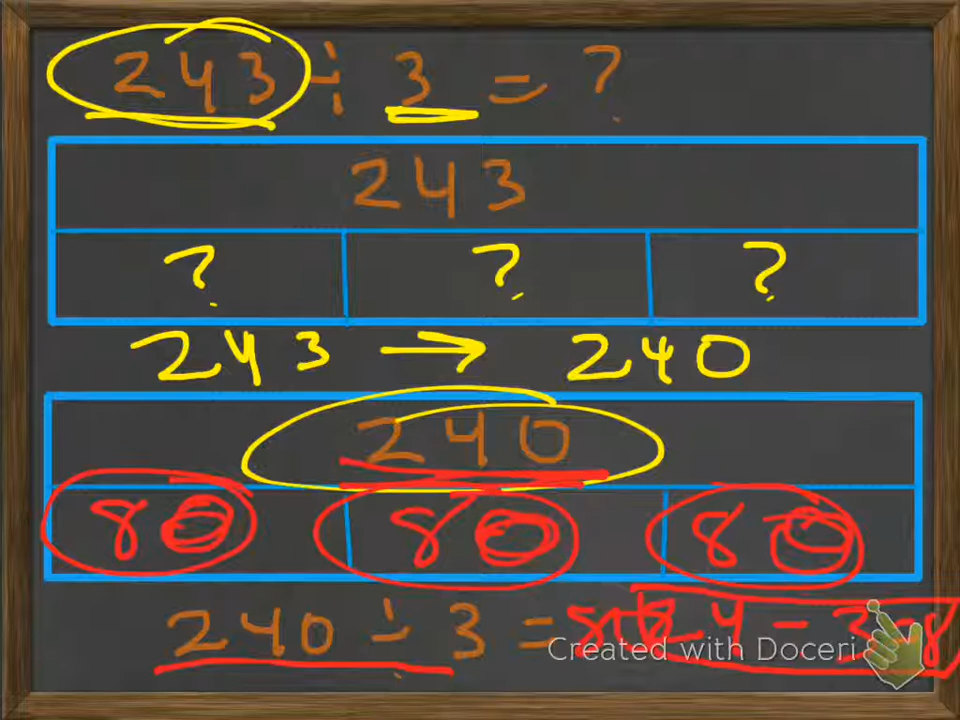 243 ÷ 3 = ?
243
? ? ?
243 → 240
240
80 80 80
240 ÷ 3 =
Created with Doceri